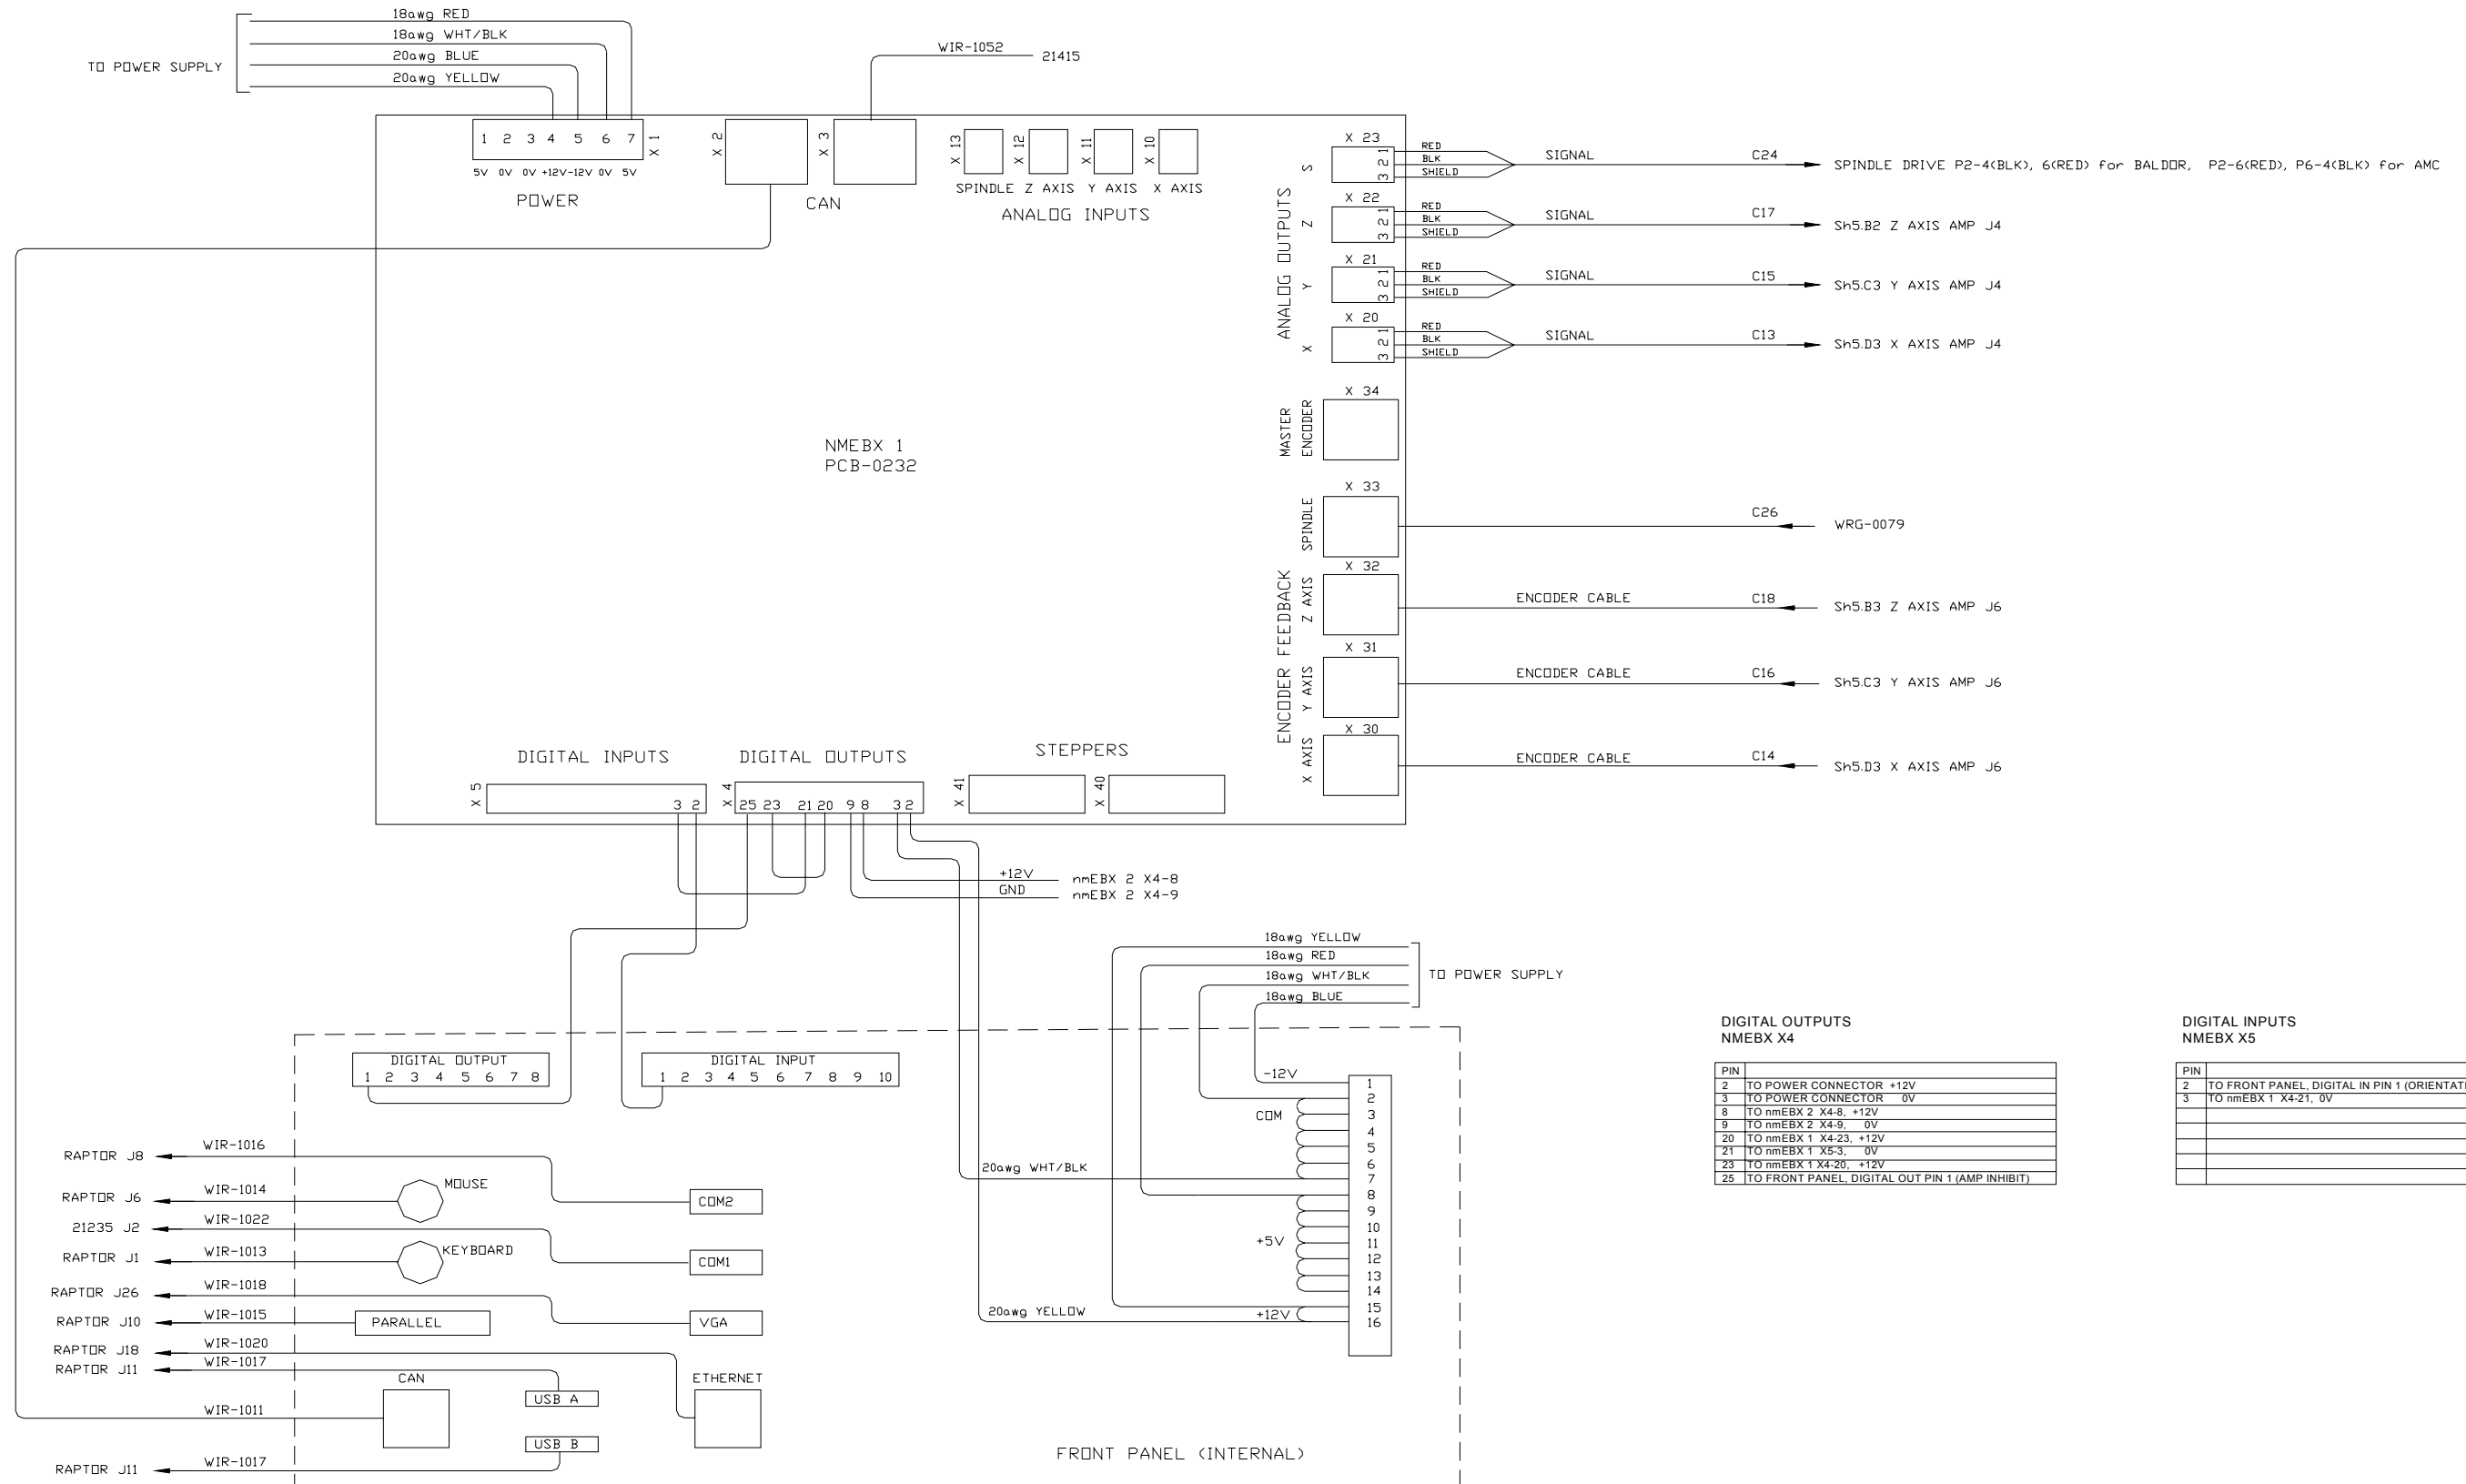 18awg RED
18awg WHT/BLK
20awg BLUE
20awg YELLOW
TO POWER SUPPLY
WIR-1052
21415
1 2 3 4 5 6 7
X 1
5V 0V 0V +12V-12V 0V 5V
POWER
X 2
X 3
CAN
X 13
X 12
X 11
X 10
SPINDLE Z AXIS Y AXIS X AXIS
ANALOG INPUTS
NMEBX 1
PCB-0232
ANALOG OUTPUTS
X 23
S
3 2 1
RED
BLK
SHIELD
SIGNAL
C24
SPINDLE DRIVE P2-4(BLK), 6(RED) for BALDOR, P2-6(RED), P6-4(BLK) for AMC
X 22
Z
3 2 1
RED
BLK
SHIELD
SIGNAL
C17
Sh5.B2 Z AXIS AMP J4
X 21
Y
3 2 1
RED
BLK
SHIELD
SIGNAL
C15
Sh5.C3 Y AXIS AMP J4
X 20
X
3 2 1
RED
BLK
SHIELD
SIGNAL
C13
Sh5.D3 X AXIS AMP J4
X 34
MASTER
ENCODER
X 33
SPINDLE
C26
WRG-0079
ENCODER FEEDBACK
X 32
Z AXIS
ENCODER CABLE
C18
Sh5.B3 Z AXIS AMP J6
X 31
Y AXIS
ENCODER CABLE
C16
Sh5.C3 Y AXIS AMP J6
X 30
X AXIS
ENCODER CABLE
C14
Sh5.D3 X AXIS AMP J6
DIGITAL INPUTS
X 5
3 2
DIGITAL OUTPUTS
X 4
25 23 21 20 9 8 3 2
STEPPERS
X 41
X 40
+12V
nmEBX 2 X4-8
GND
nmEBX 2 X4-9
18awg YELLOW
18awg RED
18awg WHT/BLK
18awg BLUE
TO POWER SUPPLY
DIGITAL OUTPUT
1 2 3 4 5 6 7 8
DIGITAL INPUT
1 2 3 4 5 6 7 8 9 10
-12V
COM
+5V
+12V
1
2
3
4
5
6
7
8
9
10
11
12
13
14
15
16
20awg WHT/BLK
20awg YELLOW
RAPTOR J8
WIR-1016
COM2
RAPTOR J6
WIR-1014
MOUSE
21235 J2
WIR-1022
COM1
RAPTOR J1
WIR-1013
KEYBOARD
RAPTOR J26
WIR-1018
VGA
RAPTOR J10
WIR-1015
PARALLEL
RAPTOR J18
WIR-1020
ETHERNET
RAPTOR J11
WIR-1017
USB A
CAN
WIR-1011
USB B
RAPTOR J11
WIR-1017
FRONT PANEL (INTERNAL)
DIGITAL OUTPUTS
NMEBX X4
PIN
2 TO POWER CONNECTOR +12V
3 TO POWER CONNECTOR 0V
8 TO nmEBX 2 X4-8, +12V
9 TO nmEBX 2 X4-9, 0V
20 TO nmEBX 1 X4-23, +12V
21 TO nmEBX 1 X5-3, 0V
23 TO nmEBX 1 X4-20, +12V
25 TO FRONT PANEL, DIGITAL OUT PIN 1 (AMP INHIBIT)
DIGITAL INPUTS
NMEBX X5
PIN
2 TO FRONT PANEL, DIGITAL IN PIN 1
3 TO nmEBX 1 X4-21, 0V